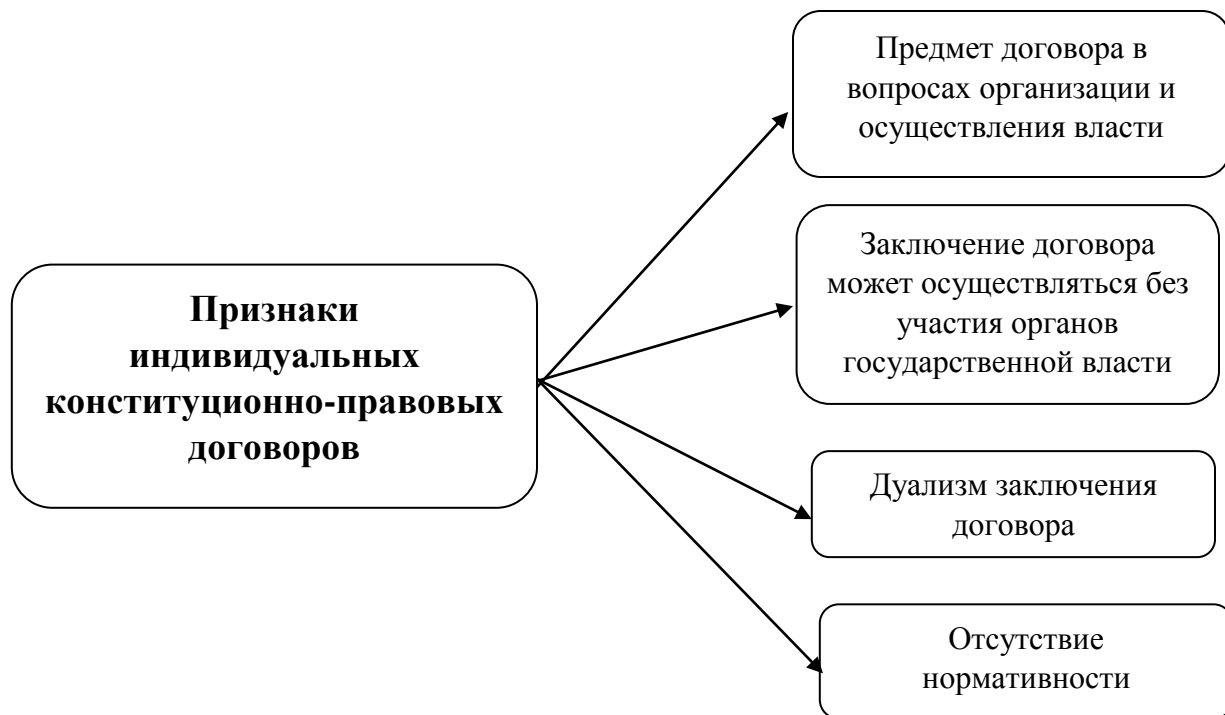 Признаки
индивидуальных
конституционно-правовых
договоров
Предмет договора в
вопросах организации и
осуществления власти
Заключение договора
может осуществляться без
участия органов
государственной власти
Дуализм заключения
договора
Отсутствие
нормативности